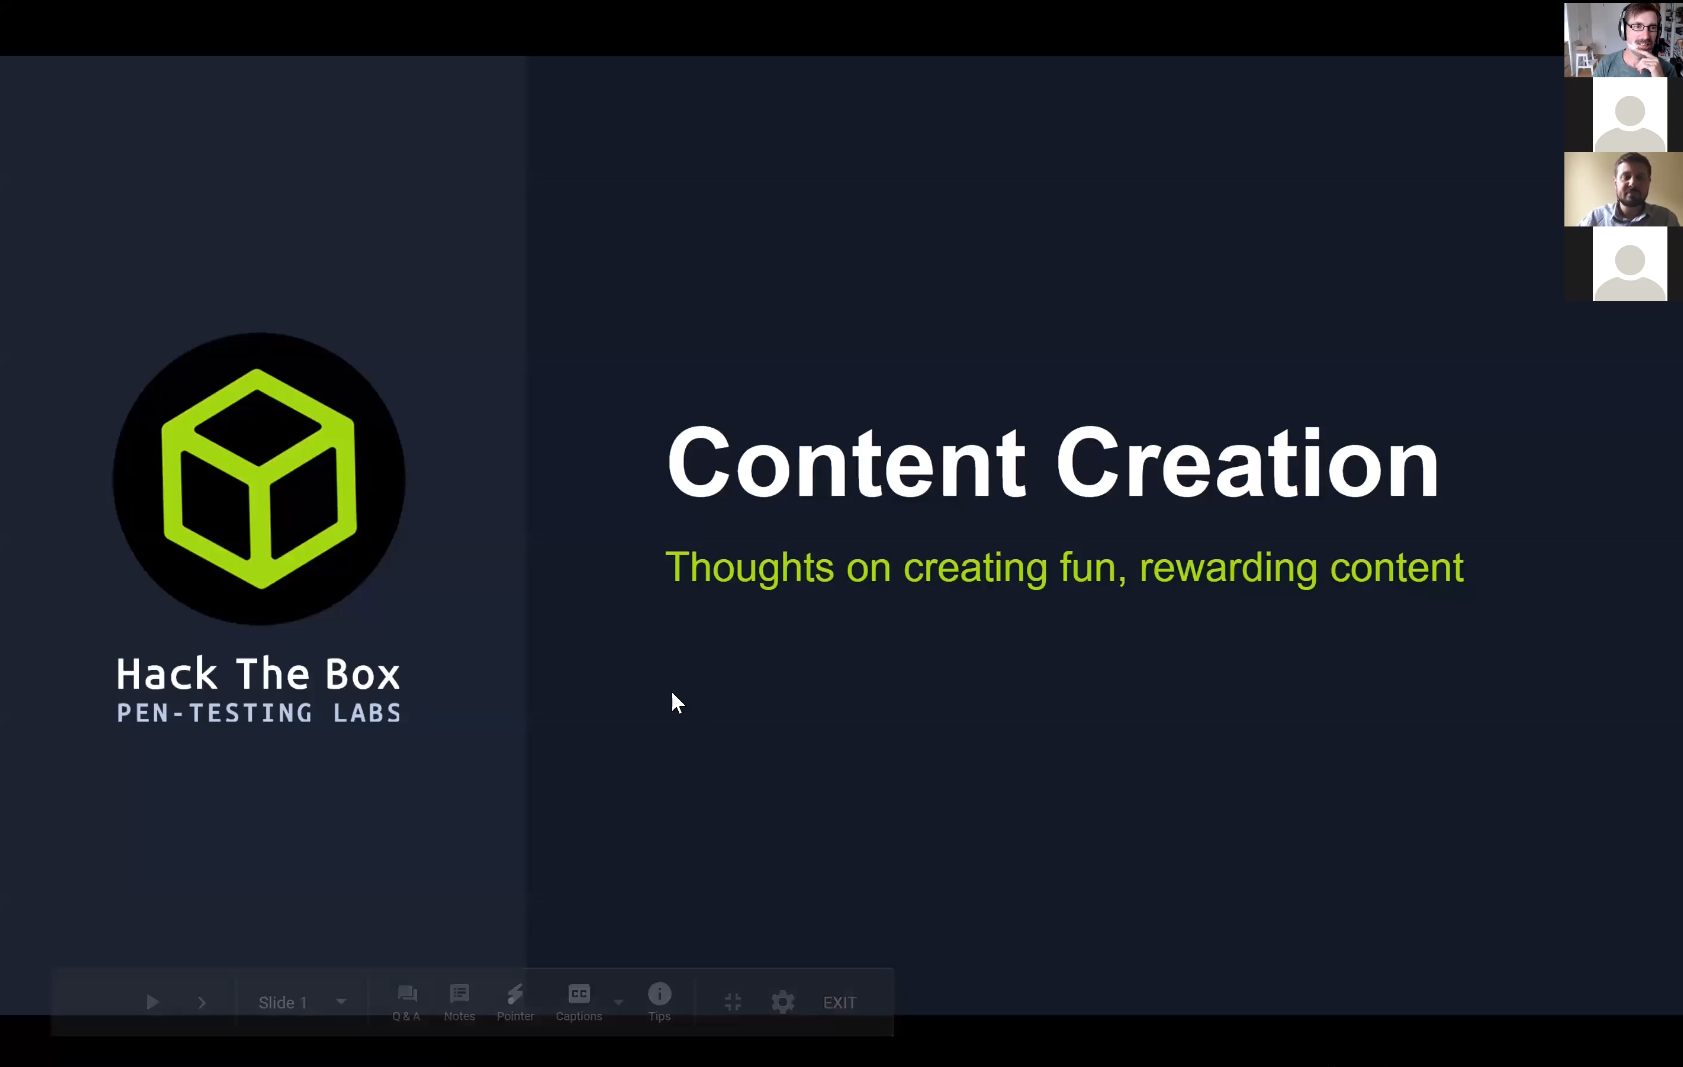 Content Creation
Thoughts on creating fun, rewarding content
Hack The Box
PEN-TESTING LABS
Slide 1
Q & A
Notes
Pointer
CC
Captions
Tips
EXIT